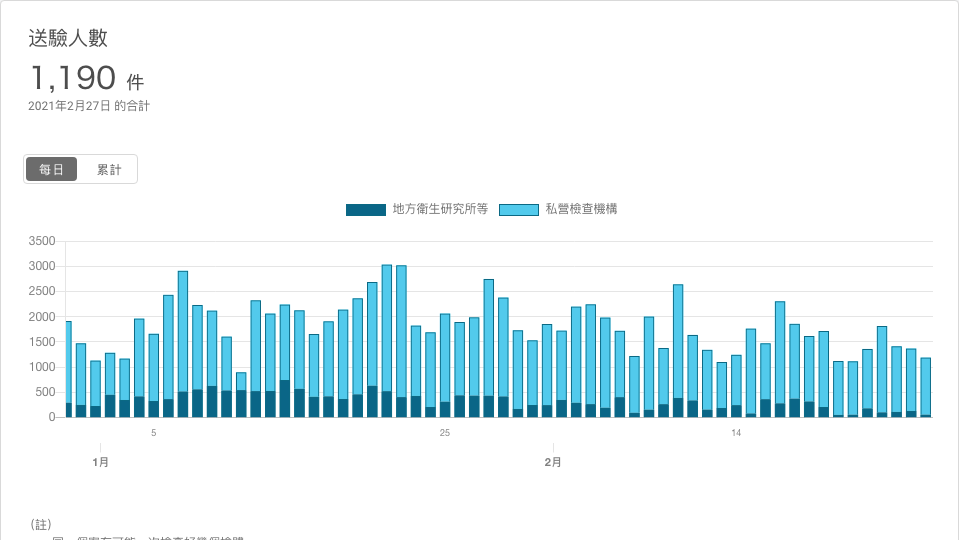 送驗人數
1,190 件
2021年2月27日 的合計
每日 累計
地方衛生研究所等 私營檢查機構
3500
3000
2500
2000
1500
1000
500
0
5 25 14
1月 2月
（註）